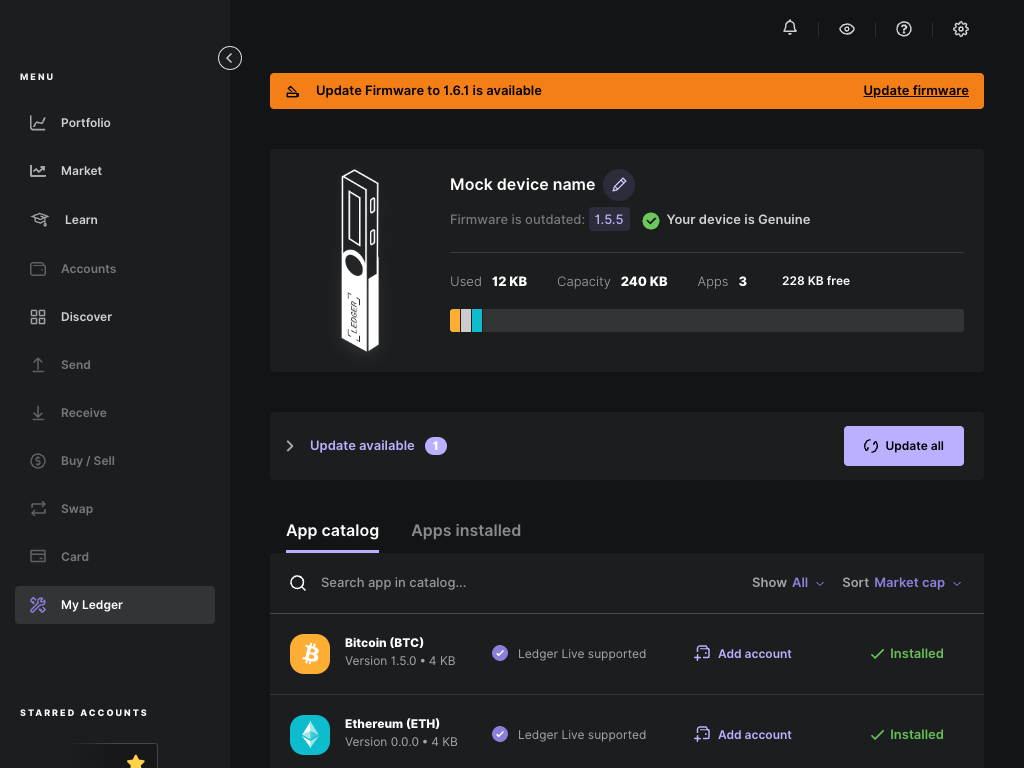 MENU
Portfolio
Market
Learn
Accounts
Discover
Send
Receive
Buy / Sell
Swap
Card
My Ledger
STARRED ACCOUNTS
Update Firmware to 1.6.1 is available
Update firmware
LEDGER
Mock device name
Firmware is outdated: 1.5.5 Your device is Genuine
Used 12 KB Capacity 240 KB Apps 3 228 KB free
Update available 1
Update all
App catalog Apps installed
Search app in catalog...
Show All Sort Market cap
Bitcoin (BTC)
Version 1.5.0 • 4 KB
Ledger Live supported
Add account
Installed
Ethereum (ETH)
Version 0.0.0 • 4 KB
Ledger Live supported
Add account
Installed